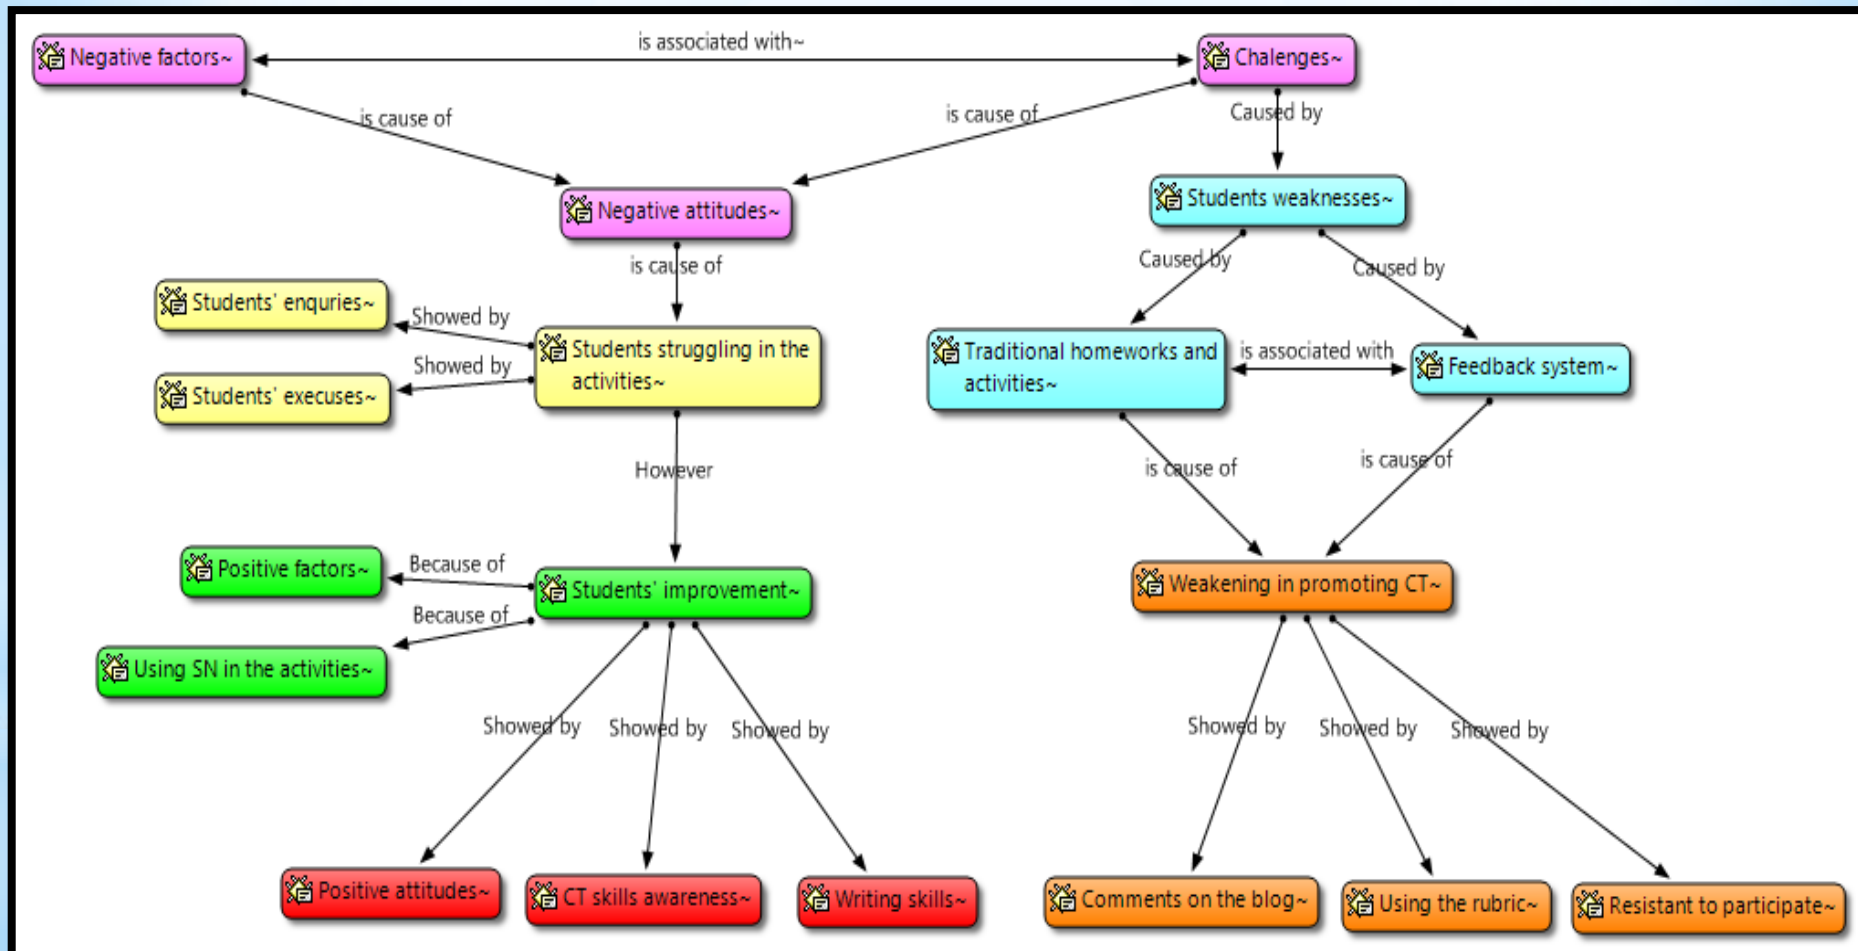 is associated with~
Negative factors~
Chalenges~
is cause of
is cause of
Caused by
Negative attitudes~
Students weaknesses~
is cause of
Caused by
Caused by
Students' enquries~
Showed by
Students struggling in the
activities~
Traditional homeworks and
activities~
is associated with
Feedback system~
Showed by
Students' execuses~
However
is cause of
is cause of
Positive factors~
Because of
Students' improvement~
Weakening in promoting CT~
Because of
Using SN in the activities~
Showed by
Showed by
Showed by
Showed by
Showed by
Showed by
Positive attitudes~
CT skills awareness~
Writing skills~
Comments on the blog~
Using the rubric~
Resistant to participate~